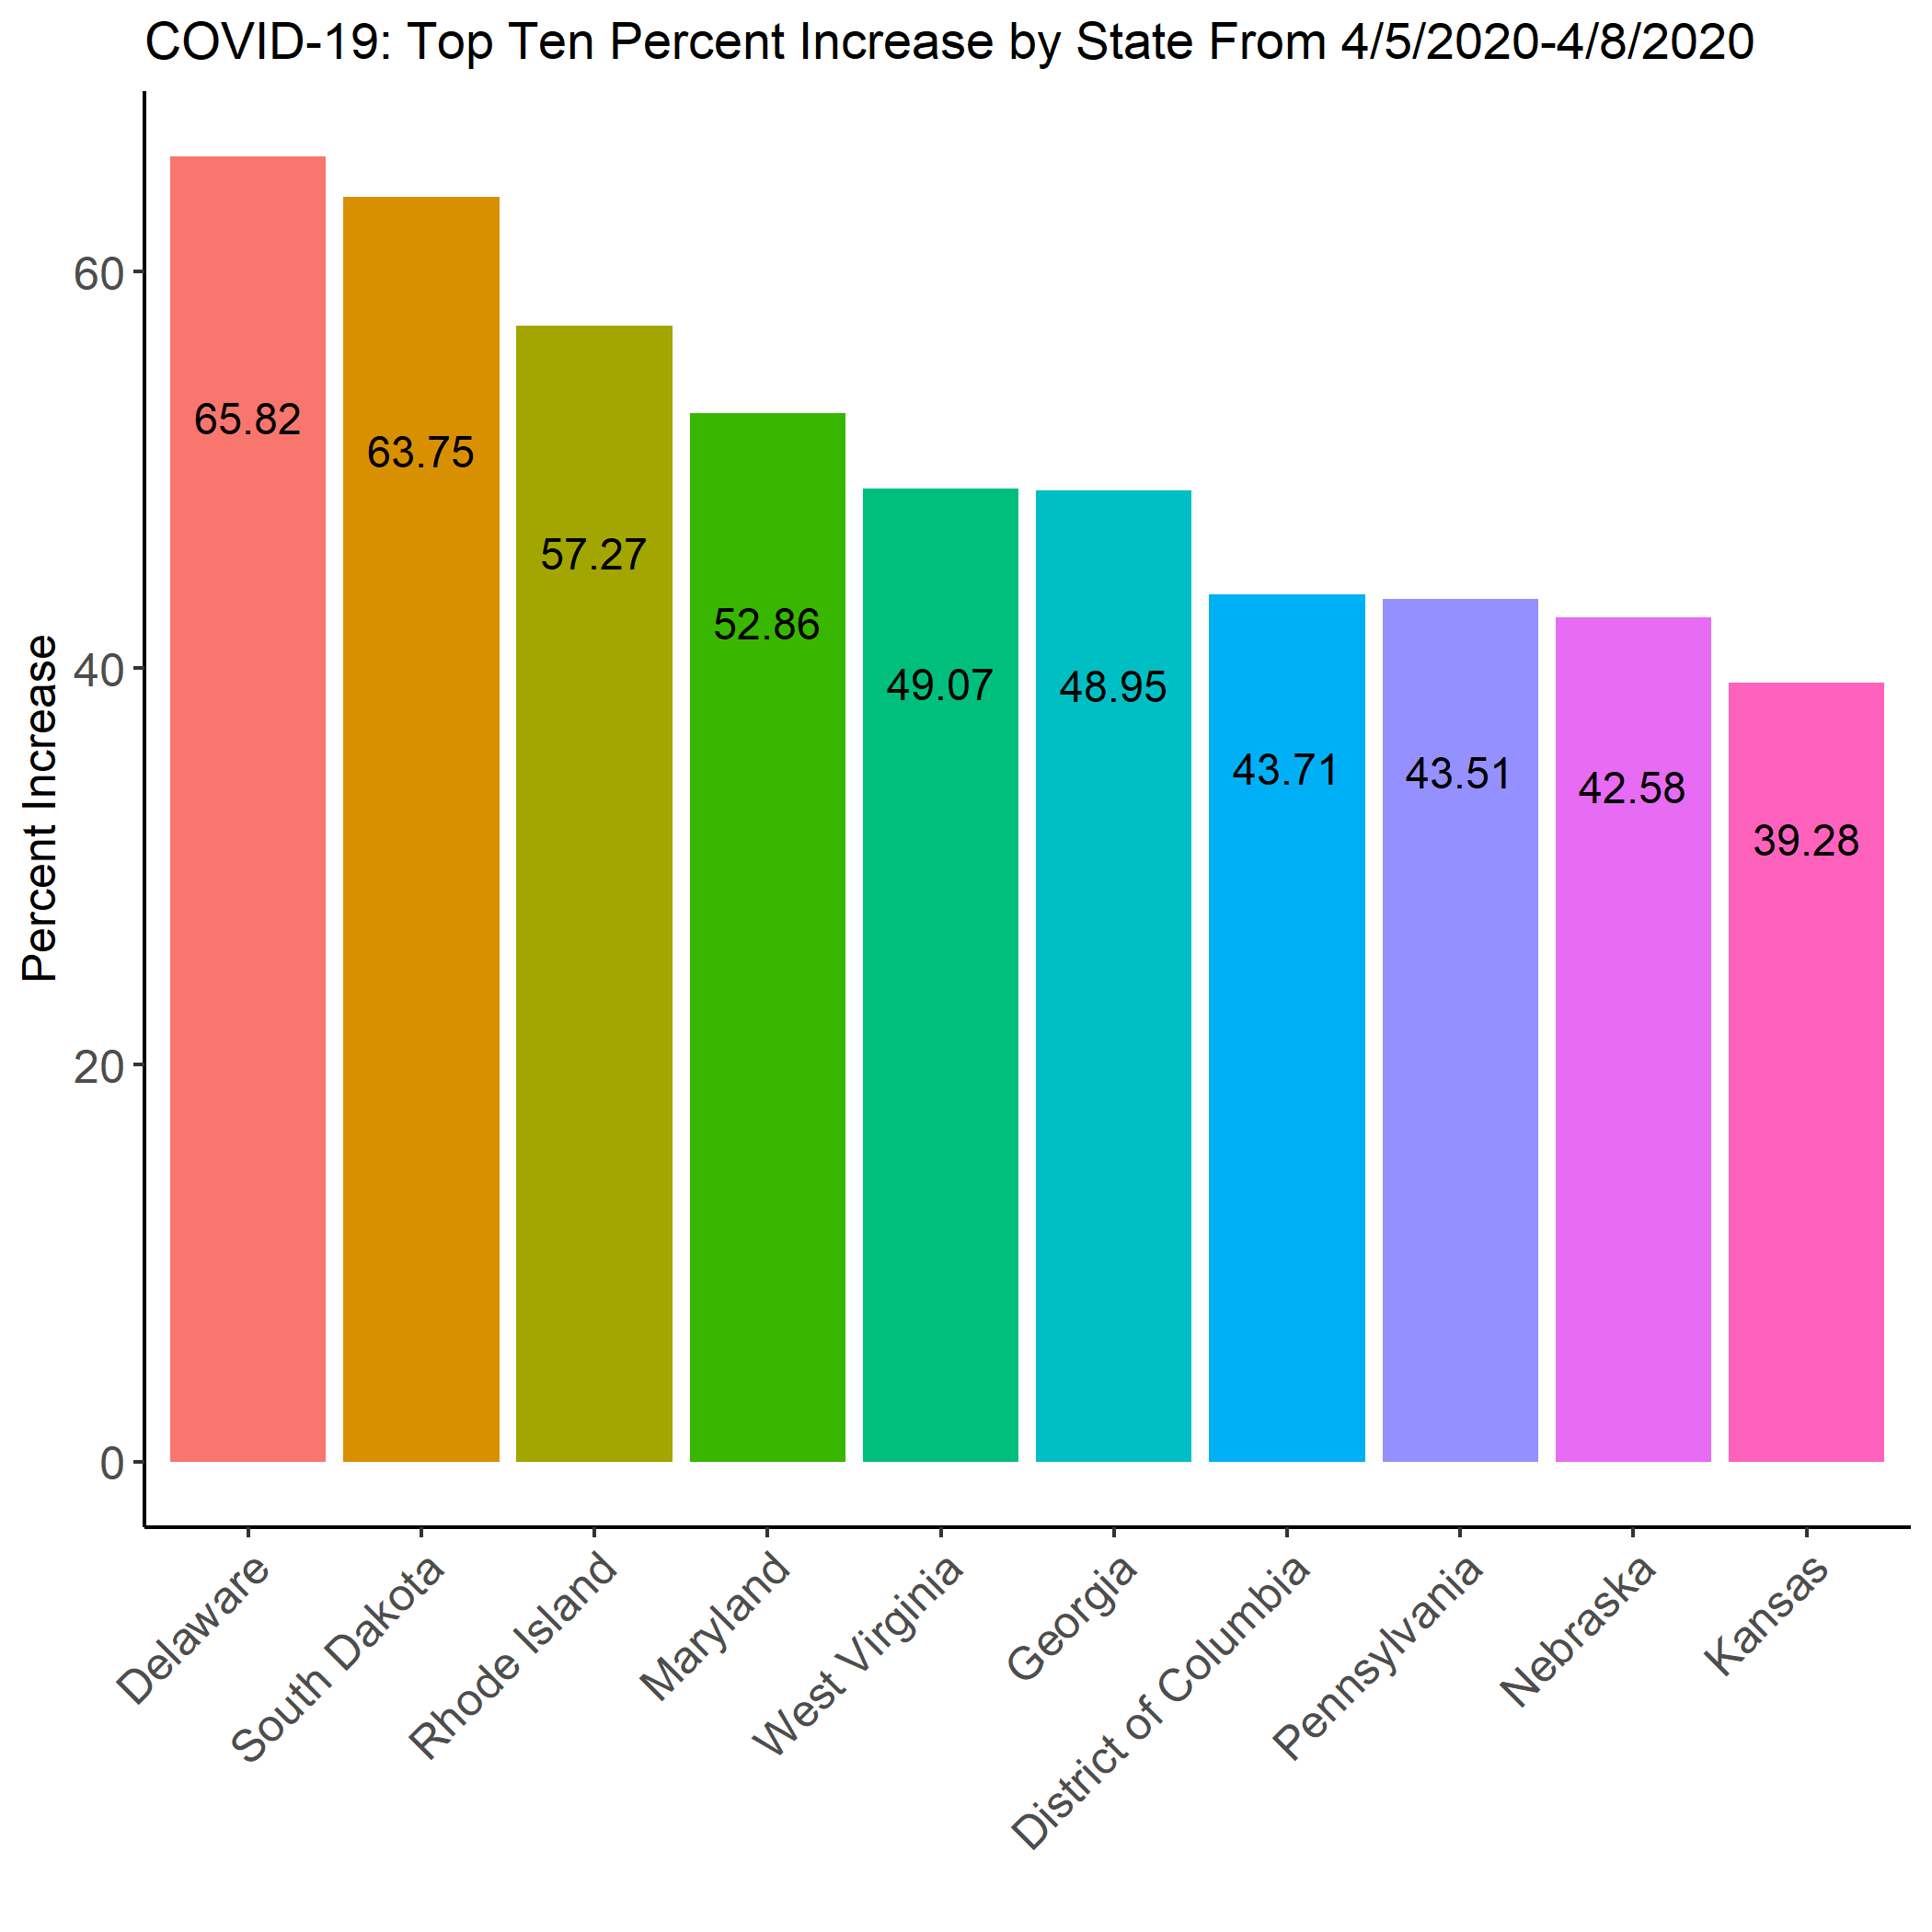 COVID-19: Top Ten Percent Increase by State From 4/5/2020-4/8/2020
Percent Increase
60
40
20
0
65.82
63.75
57.27
52.86
49.07
48.95
43.71
43.51
42.58
39.28
Delaware
South Dakota
Rhode Island
Maryland
West Virginia
Georgia
District of Columbia
Pennsylvania
Nebraska
Kansas